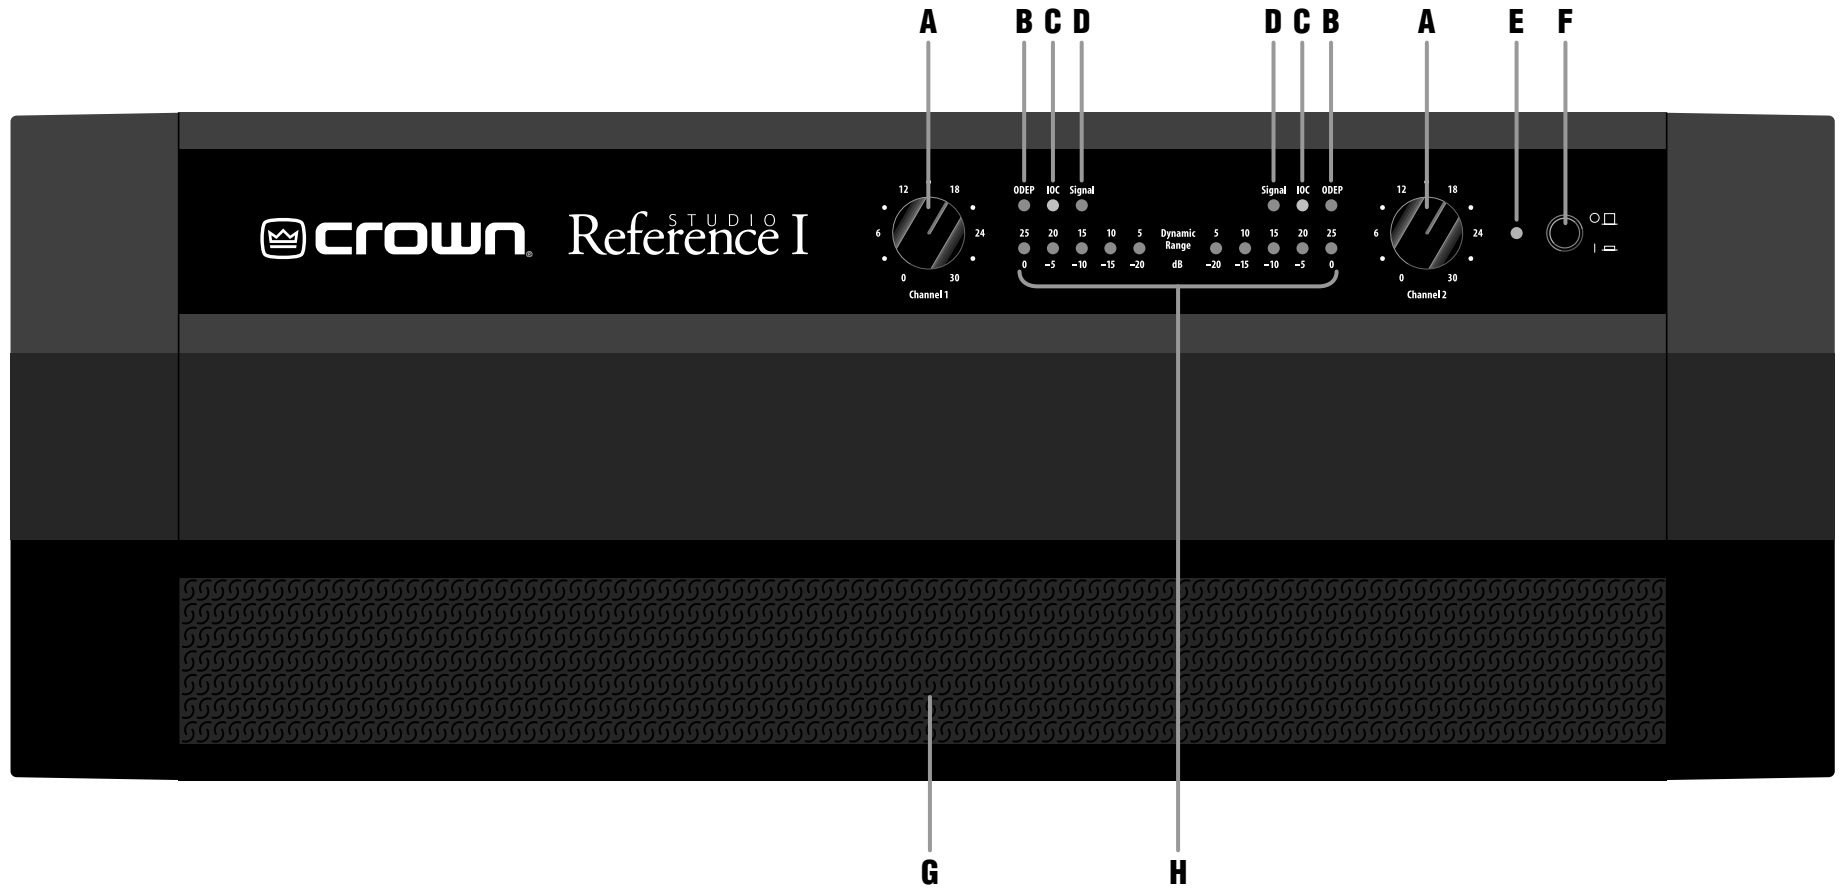 A B C D D C B A E F
12 18 ODEP IOC Signal Signal IOC ODEP 12 18
crown® STUDIO Reference I
6 24 25 20 15 10 5 Dynamic Range 5 10 15 20 25 6 24
0 30 0 -5 -10 -15 -20 dB -20 -15 -10 -5 0 0 30
Channel 1 Channel 2
G H